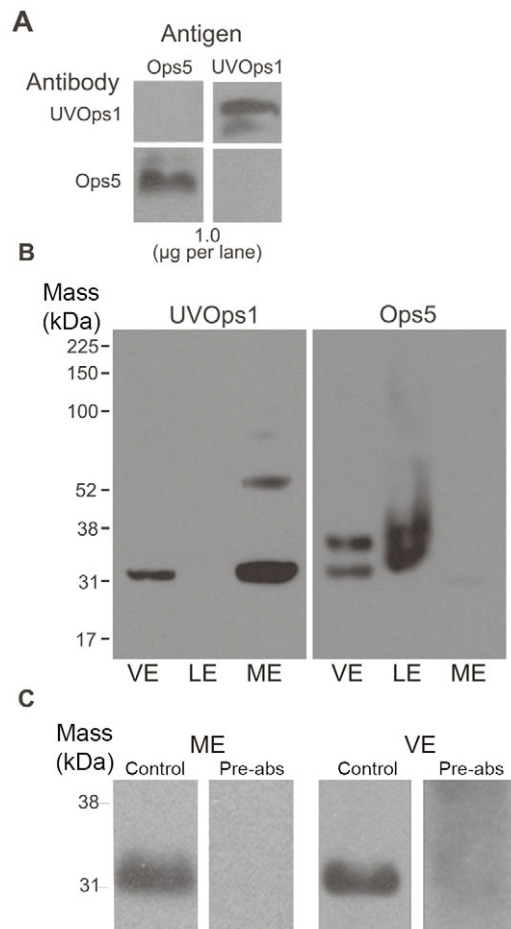 A
Antigen
Ops5 UVOps1
Antibody
UVOps1
Ops5
1.0
(µg per lane)
B
Mass
(kDa)
UVOps1 Ops5
225
150
100
52
38
31
17
VE LE ME VE LE ME
C
Mass
(kDa)
ME VE
Control Pre-abs Control Pre-abs
38
31